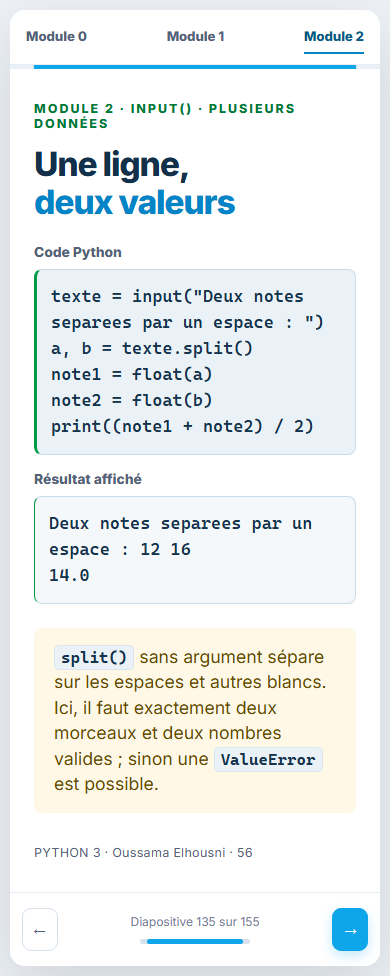 Module 0 Module 1 Module 2
MODULE 2 · INPUT() · PLUSIEURS
DONNÉES
Une ligne,
deux valeurs
Code Python
texte = input("Deux notes
separees par un espace : ")
a, b = texte.split()
note1 = float(a)
note2 = float(b)
print((note1 + note2) / 2)
Résultat affiché
Deux notes separees par un
espace : 12 16
14.0
split() sans argument sépare
sur les espaces et autres blancs.
Ici, il faut exactement deux
morceaux et deux nombres
valides ; sinon une ValueError
est possible.
PYTHON 3 · Oussama Elhousni · 56
← Diapositive 135 sur 155 →